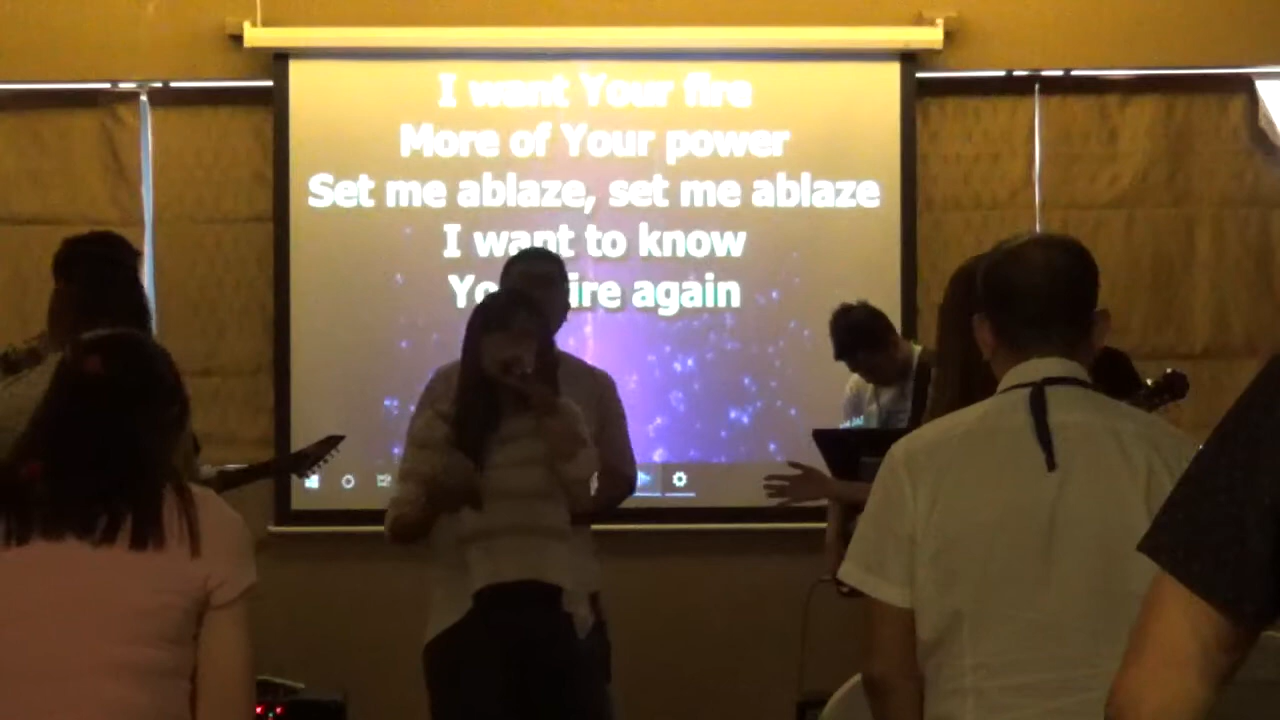 I want Your fire
More of Your power
Set me ablaze, set me ablaze
I want to know
fire again